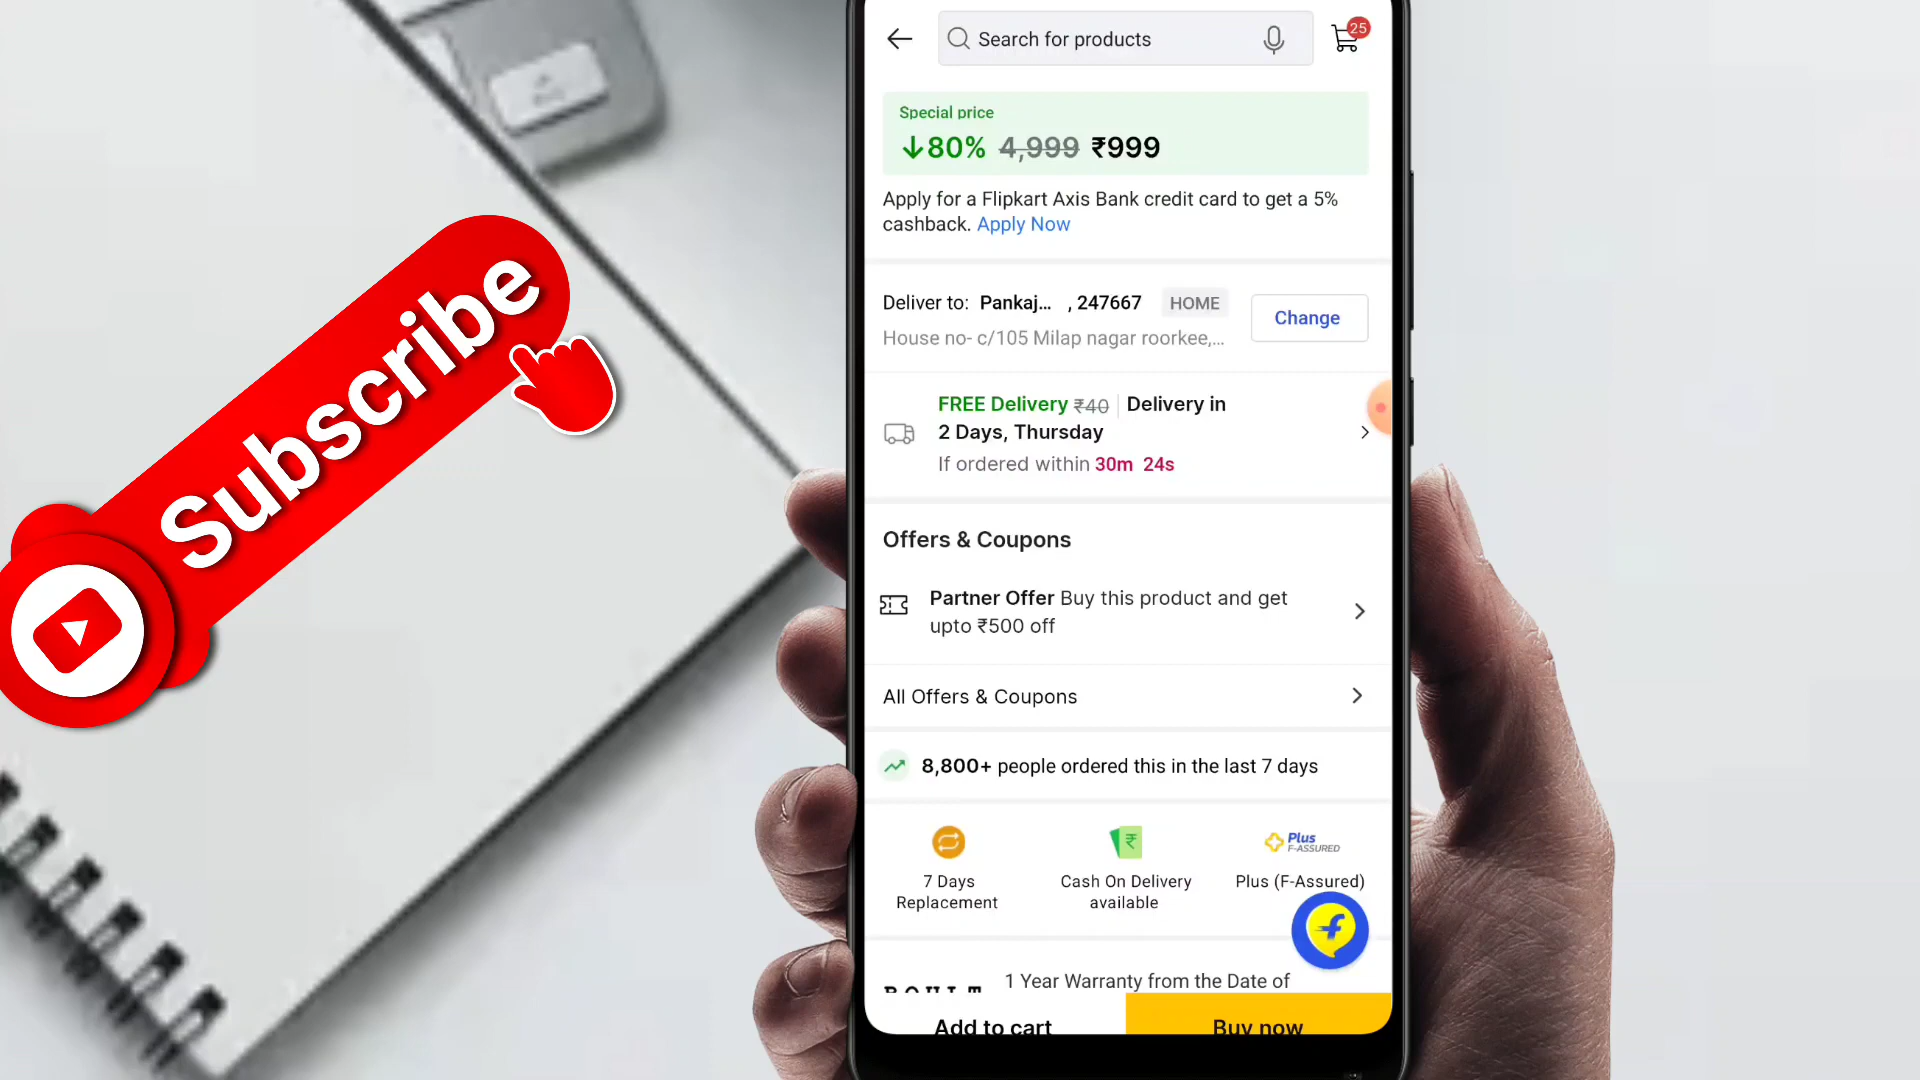 Search for products
25
Special price
↓80% 4,999 ₹999
Apply for a Flipkart Axis Bank credit card to get a 5%
cashback. Apply Now
Deliver to: Pankaj... , 247667 HOME
Change
House no- c/105 Milap nagar roorkee,...
FREE Delivery ₹40 | Delivery in
2 Days, Thursday
If ordered within 30m 24s
Offers & Coupons
Partner Offer Buy this product and get
upto ₹500 off
All Offers & Coupons
8,800+ people ordered this in the last 7 days
7 Days
Replacement
Cash On Delivery
available
Plus
F-ASSURED
Plus (F-Assured)
1 Year Warranty from the Date of
Add to cart
Buy now
Subscribe